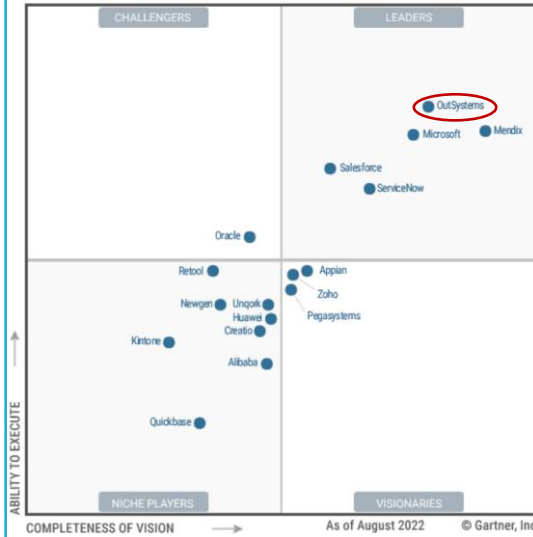 CHALLENGERS
LEADERS
OutSystems
Microsoft
Mendix
Salesforce
ServiceNow
Oracle
Retool
Appian
Zoho
Newgen
Unqork
Pegasystems
Huawei
Creatio
Kintone
Alibaba
Quickbase
NICHE PLAYERS
VISIONARIES
ABILITY TO EXECUTE
COMPLETENESS OF VISION
As of August 2022
© Gartner, Inc